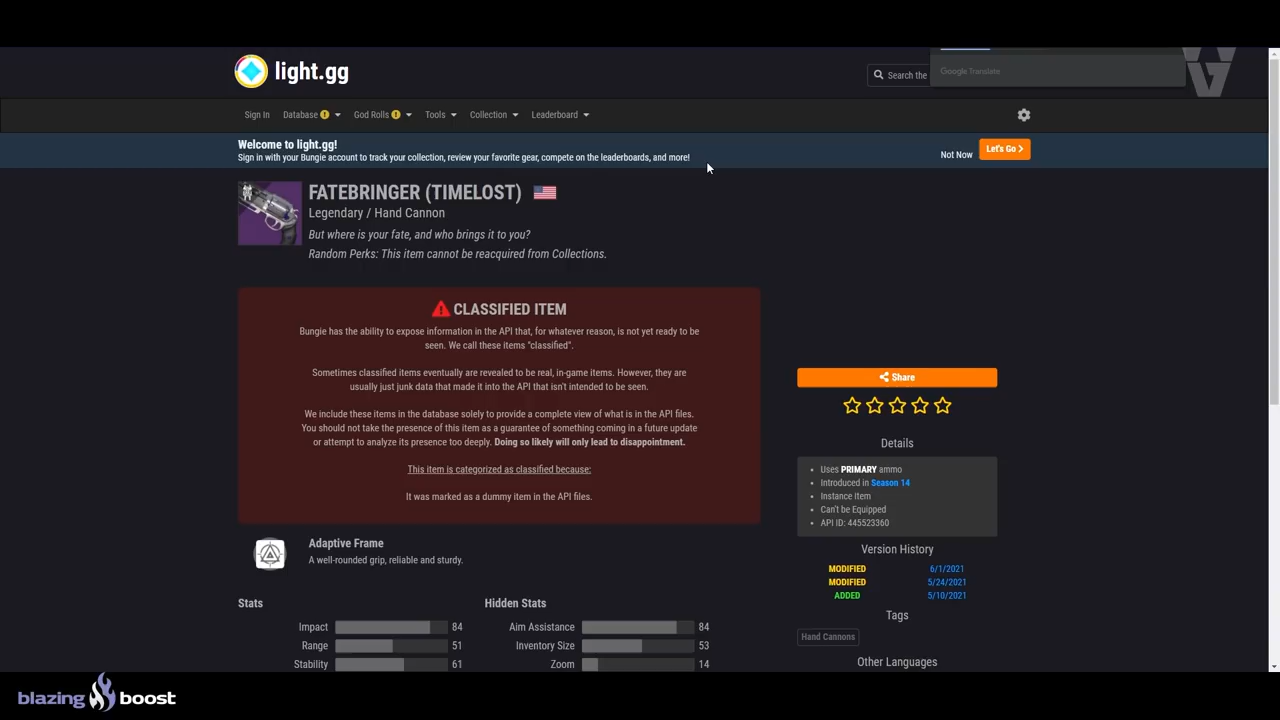 light.gg
Search the
Google Translate
Sign In
Database
God Rolls
Tools
Collection
Leaderboard
Welcome to light.gg!
Sign in with your Bungie account to track your collection, review your favorite gear, compete on the leaderboards, and more!
Not Now
Let's Go
FATEBRINGER (TIMELOST)
Legendary / Hand Cannon
But where is your fate, and who brings it to you?
Random Perks: This item cannot be reacquired from Collections.
CLASSIFIED ITEM
Bungie has the ability to expose information in the API that, for whatever reason, is not yet ready to be
seen. We call these items "classified".
Sometimes classified items eventually are revealed to be real, in-game items. However, they are
usually just junk data that made it into the API that isn't intended to be seen.
We include these items in the database solely to provide a complete view of what is in the API files.
You should not take the presence of this item as a guarantee of something coming in a future update
or attempt to analyze its presence too deeply. Doing so likely will only lead to disappointment.
This item is categorized as classified because:
It was marked as a dummy item in the API files.
Adaptive Frame
A well-rounded grip, reliable and sturdy.
Stats
Impact 84
Range 51
Stability 61
Hidden Stats
Aim Assistance 84
Inventory Size 53
Zoom 14
Share
Details
Uses PRIMARY ammo
Introduced in Season 14
Instance Item
Can't be Equipped
API ID: 445523360
Version History
MODIFIED 6/1/2021
MODIFIED 5/24/2021
ADDED 5/10/2021
Tags
Hand Cannons
Other Languages
blazing boost